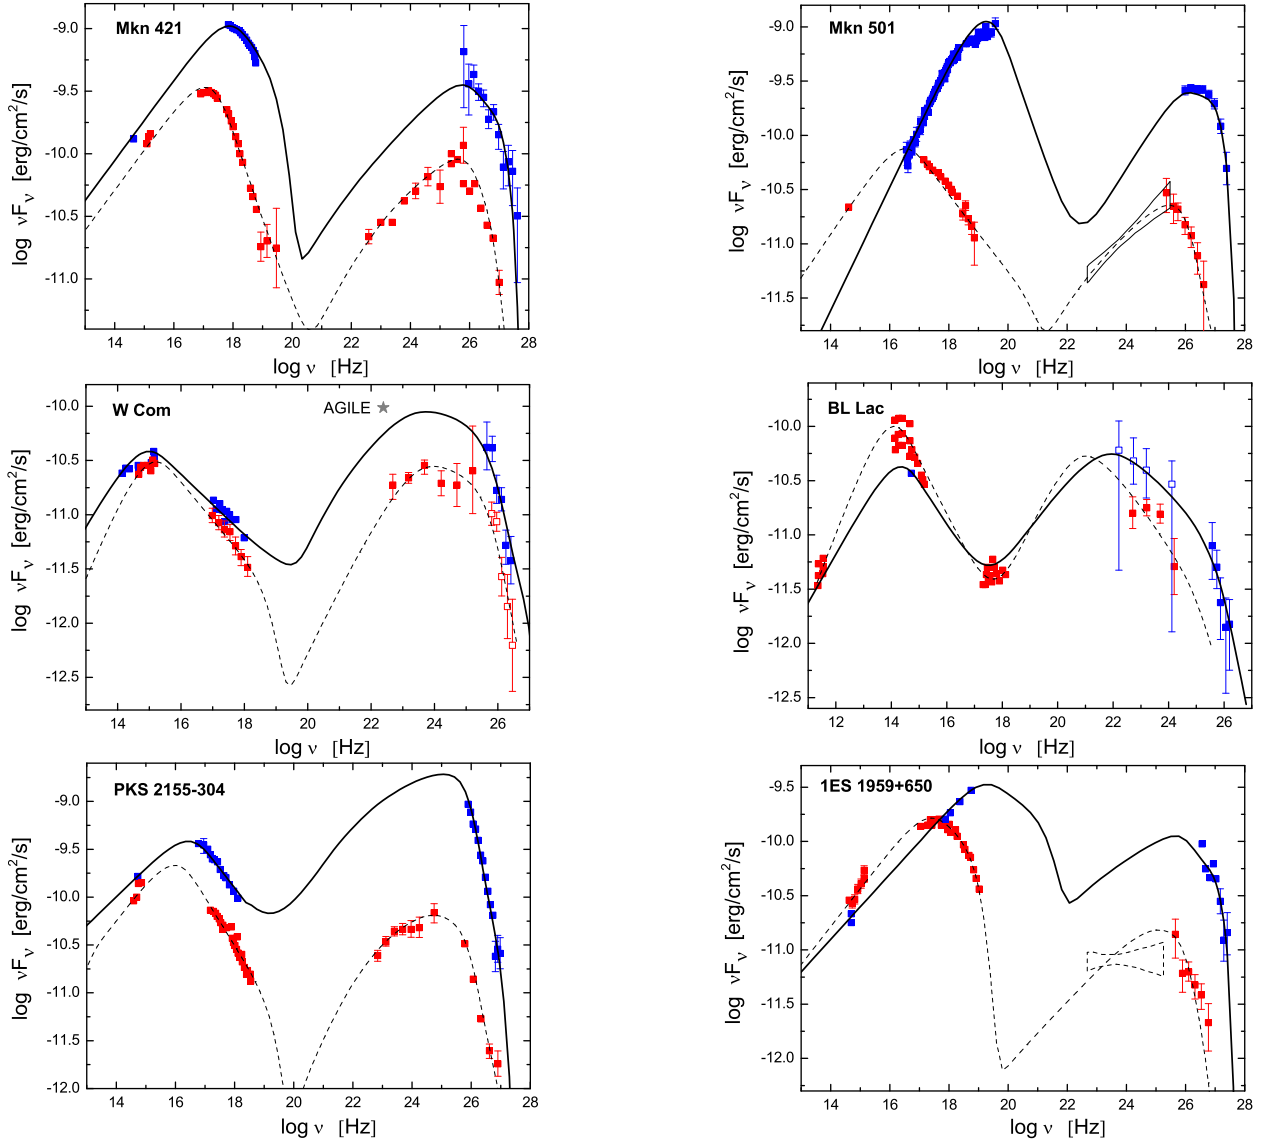 Mkn 421
-9.0
-9.5
-10.0
-10.5
-11.0
log νFν [erg/cm2/s]
14 16 18 20 22 24 26 28
log ν [Hz]
Mkn 501
-9.0
-9.5
-10.0
-10.5
-11.0
-11.5
log νFν [erg/cm2/s]
14 16 18 20 22 24 26 28
log ν [Hz]
W Com
AGILE
-10.0
-10.5
-11.0
-11.5
-12.0
-12.5
log νFν [erg/cm2/s]
14 16 18 20 22 24 26
log ν [Hz]
BL Lac
-10.0
-10.5
-11.0
-11.5
-12.0
-12.5
log νFν [erg/cm2/s]
12 14 16 18 20 22 24 26
log ν [Hz]
PKS 2155-304
-9.0
-9.5
-10.0
-10.5
-11.0
-11.5
-12.0
log νFν [erg/cm2/s]
14 16 18 20 22 24 26 28
log ν [Hz]
1ES 1959+650
-9.5
-10.0
-10.5
-11.0
-11.5
-12.0
log νFν [erg/cm2/s]
14 16 18 20 22 24 26 28
log ν [Hz]